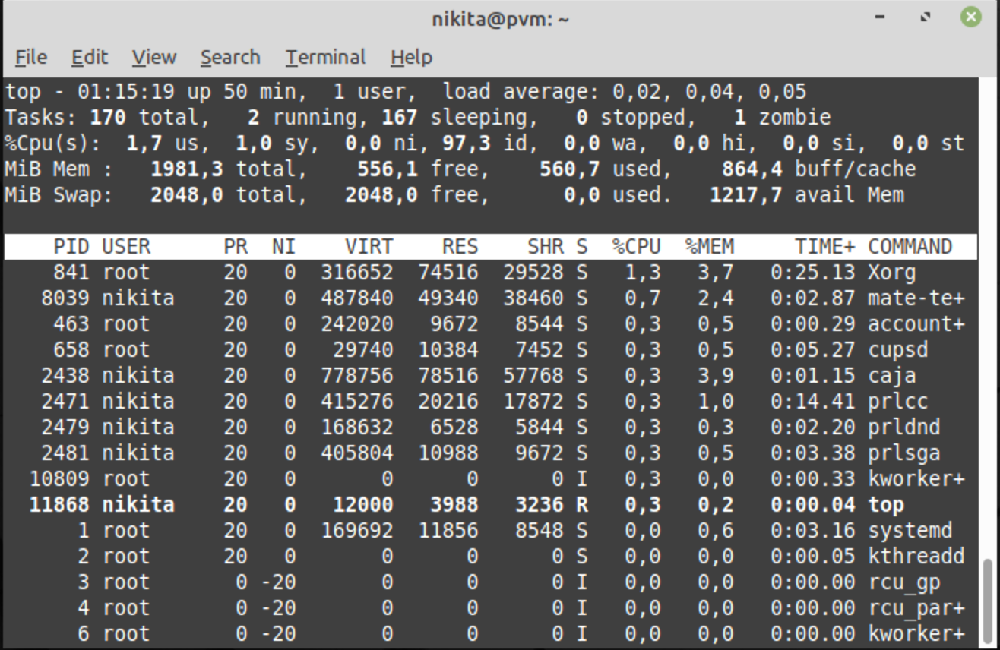 nikita@pvm: ~
File Edit View Search Terminal Help
top - 01:15:19 up 50 min,  1 user,  load average: 0,02, 0,04, 0,05
Tasks: 170 total,   2 running, 167 sleeping,   0 stopped,   1 zombie
%Cpu(s):  1,7 us,  1,0 sy,  0,0 ni, 97,3 id,  0,0 wa,  0,0 hi,  0,0 si,  0,0 st
MiB Mem :   1981,3 total,    556,1 free,    560,7 used,    864,4 buff/cache
MiB Swap:   2048,0 total,   2048,0 free,      0,0 used.   1217,7 avail Mem
    PID USER      PR  NI    VIRT    RES    SHR S  %CPU  %MEM     TIME+ COMMAND
    841 root      20   0  316652  74516  29528 S   1,3   3,7   0:25.13 Xorg
   8039 nikita    20   0  487840  49340  38460 S   0,7   2,4   0:02.87 mate-te+
    463 root      20   0  242020   9672   8544 S   0,3   0,5   0:00.29 account+
    658 root      20   0   29740  10384   7452 S   0,3   0,5   0:05.27 cupsd
   2438 nikita    20   0  778756  78516  57768 S   0,3   3,9   0:01.15 caja
   2471 nikita    20   0  415276  20216  17872 S   0,3   1,0   0:14.41 prlcc
   2479 nikita    20   0  168632   6528   5844 S   0,3   0,3   0:02.20 prldnd
   2481 nikita    20   0  405804  10988   9672 S   0,3   0,5   0:03.38 prlsga
  10809 root      20   0       0      0      0 I   0,3   0,0   0:00.33 kworker+
  11868 nikita    20   0   12000   3988   3236 R   0,3   0,2   0:00.04 top
      1 root      20   0  169692  11856   8548 S   0,0   0,6   0:03.16 systemd
      2 root      20   0       0      0      0 S   0,0   0,0   0:00.05 kthreadd
      3 root       0 -20       0      0      0 I   0,0   0,0   0:00.00 rcu_gp
      4 root       0 -20       0      0      0 I   0,0   0,0   0:00.00 rcu_par+
      6 root       0 -20       0      0      0 I   0,0   0,0   0:00.00 kworker+